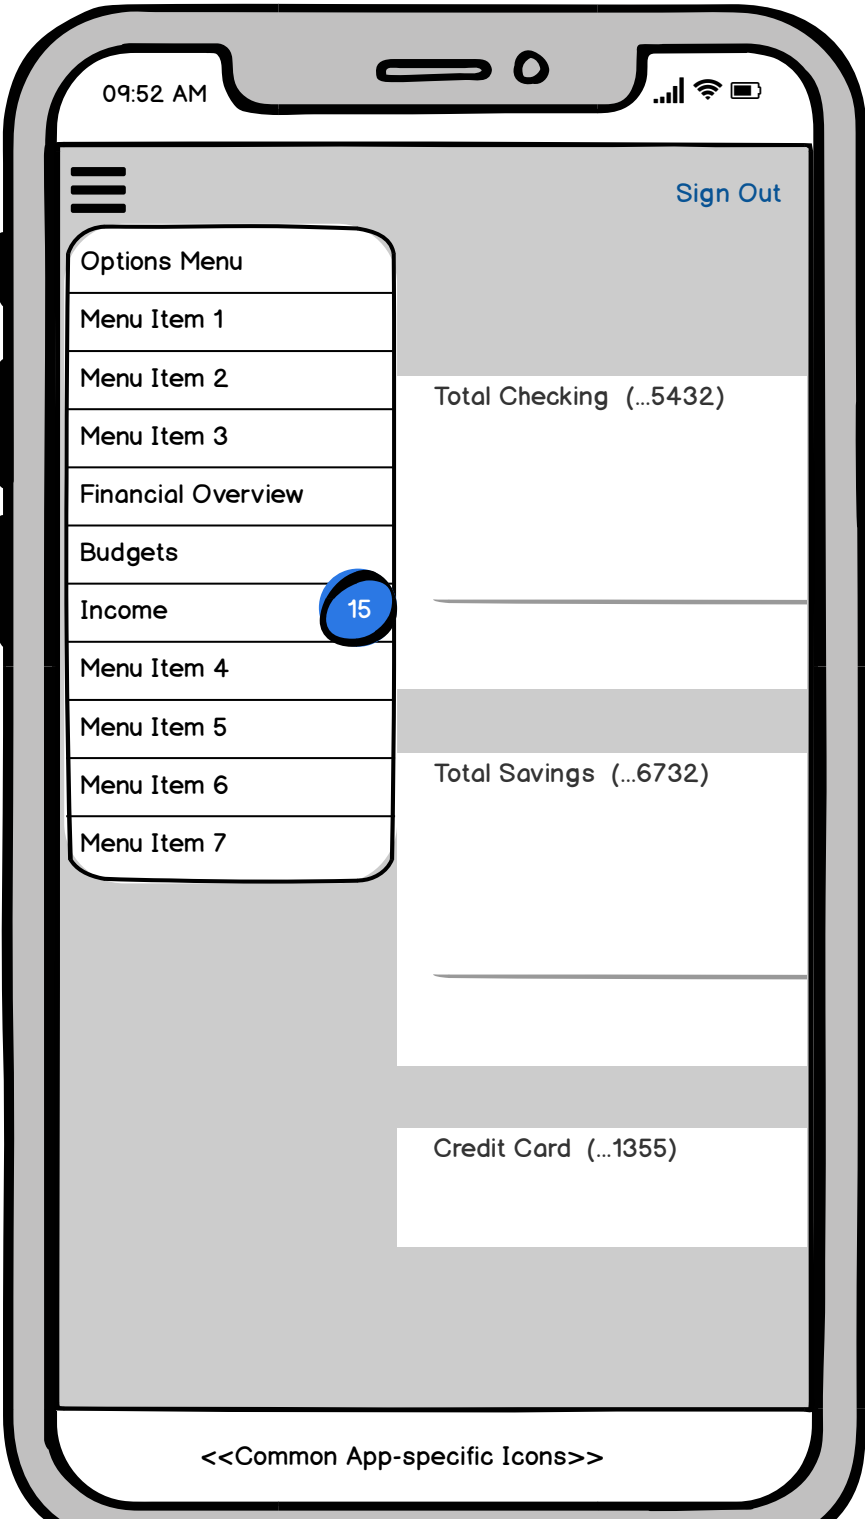 09:52 AM
Sign Out
Options Menu
Menu Item 1
Menu Item 2
Total Checking (...5432)
Menu Item 3
Financial Overview
Budgets
Income 15
Menu Item 4
Menu Item 5
Total Savings (...6732)
Menu Item 6
Menu Item 7
Credit Card (...1355)
<<Common App-specific Icons>>